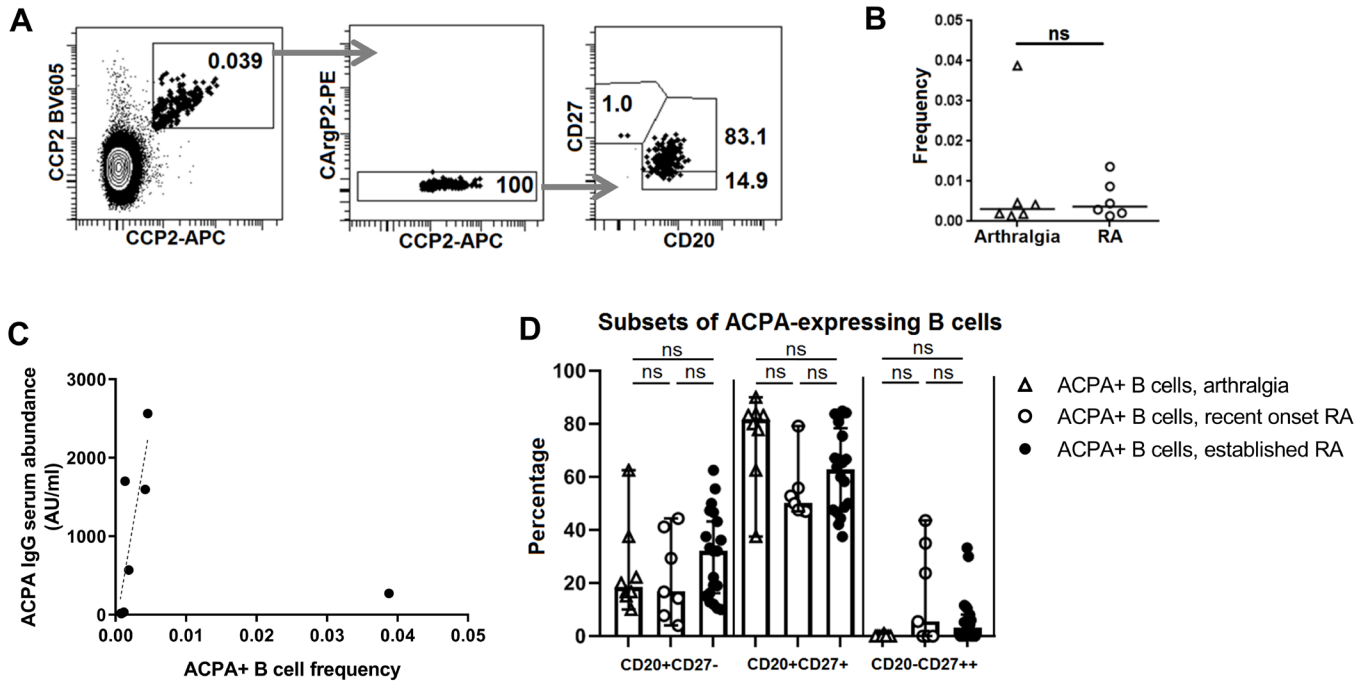 A
CCP2 BV605
0.039
CCP2-APC
CArgP2-PE
100
CCP2-APC
CD27
1.0
83.1
14.9
CD20
B
Frequency
0.05
0.04
0.03
0.02
0.01
0.00
ns
Arthralgia
RA
C
ACPA IgG serum abundance
(AU/ml)
3000
2000
1000
0
0.00
0.01
0.02
0.03
0.04
0.05
ACPA+ B cell frequency
D
Subsets of ACPA-expressing B cells
Percentage
100
80
60
40
20
0
ns
ns
ns
ns
ns
ns
ns
ns
ns
CD20+CD27-
CD20+CD27+
CD20-CD27++
ACPA+ B cells, arthralgia
ACPA+ B cells, recent onset RA
ACPA+ B cells, established RA